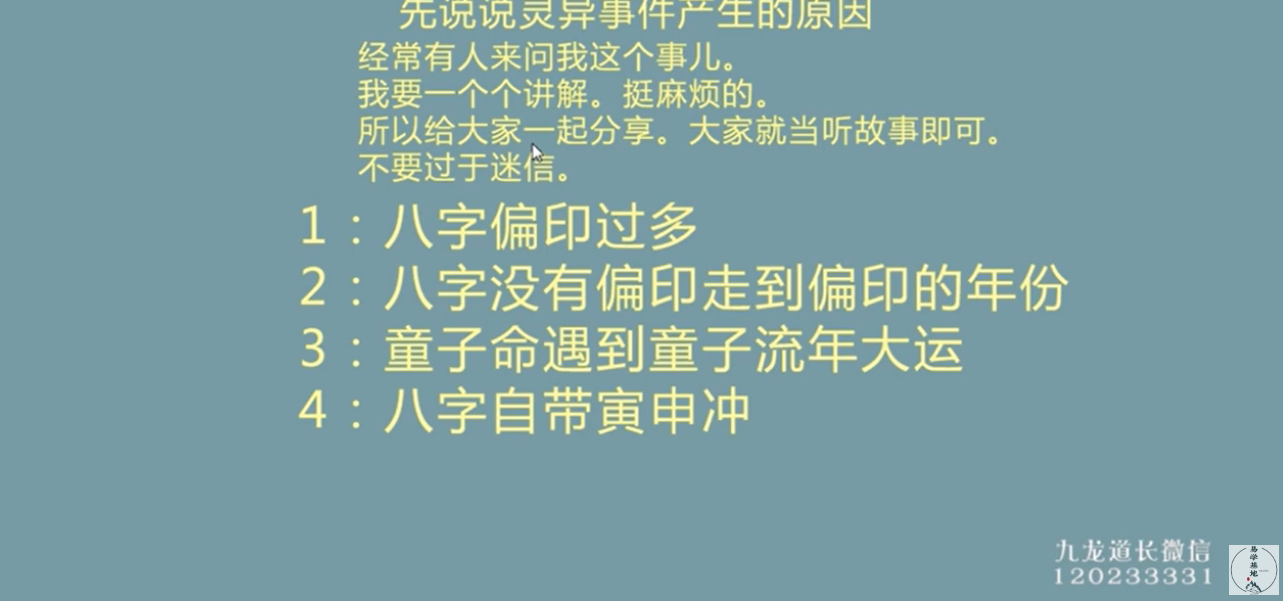 先说说灵异事件产生的原因
经常有人来问我这个事儿。
我要一个个讲解。挺麻烦的。
所以给大家一起分享。大家就当听故事即可。
不要过于迷信。
1：八字偏印过多
2：八字没有偏印走到偏印的年份
3：童子命遇到童子流年大运
4：八字自带寅申冲
九龙道长微信
120233331
易学基地